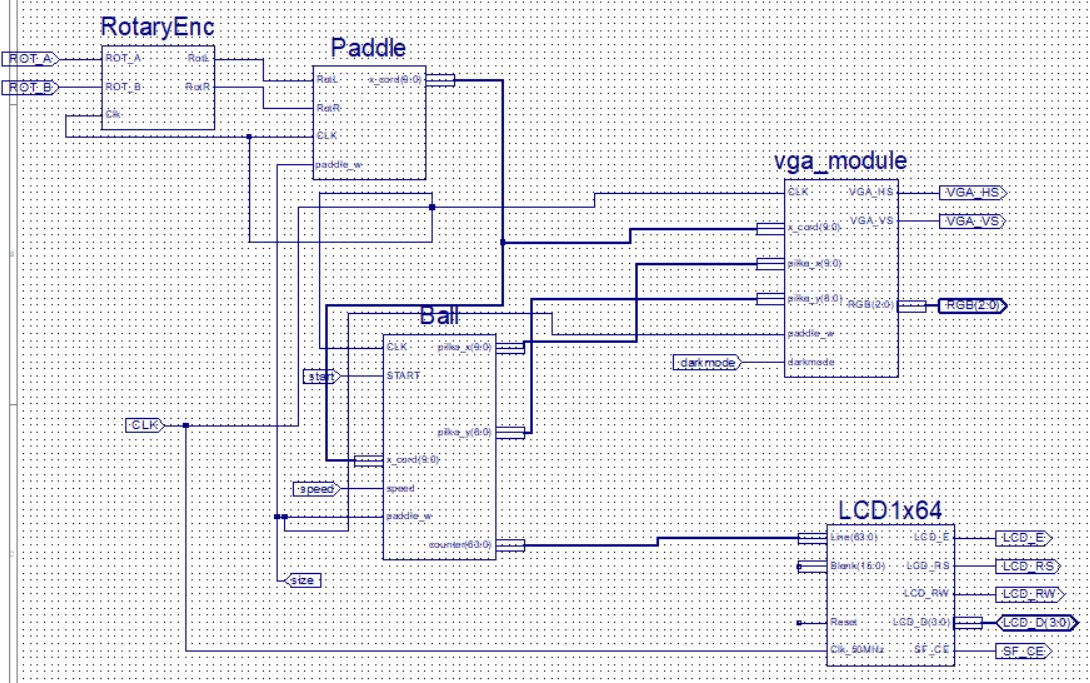 RotaryEnc
ROT_A
ROT_B
ROT_A
ROT_B
Clk
RotL
RotR
Paddle
RotL
RotR
CLK
paddle_w
x_cord(9:0)
vga_module
CLK
x_cord(9:0)
pilka_x(9:0)
pilka_y(8:0)
paddle_w
darkmode
VGA_HS
VGA_VS
RGB(2:0)
VGA_HS
VGA_VS
RGB(2:0)
darkmode
Ball
CLK
START
x_cord(9:0)
speed
paddle_w
pilka_x(9:0)
pilka_y(8:0)
counter(63:0)
start
CLK
speed
size
LCD1x64
Line(63:0)
Blank(15:0)
Reset
Clk_50MHz
LCD_E
LCD_RS
LCD_RW
LCD_D(3:0)
SF_CE
LCD_E
LCD_RS
LCD_RW
LCD_D(3:0)
SF_CE